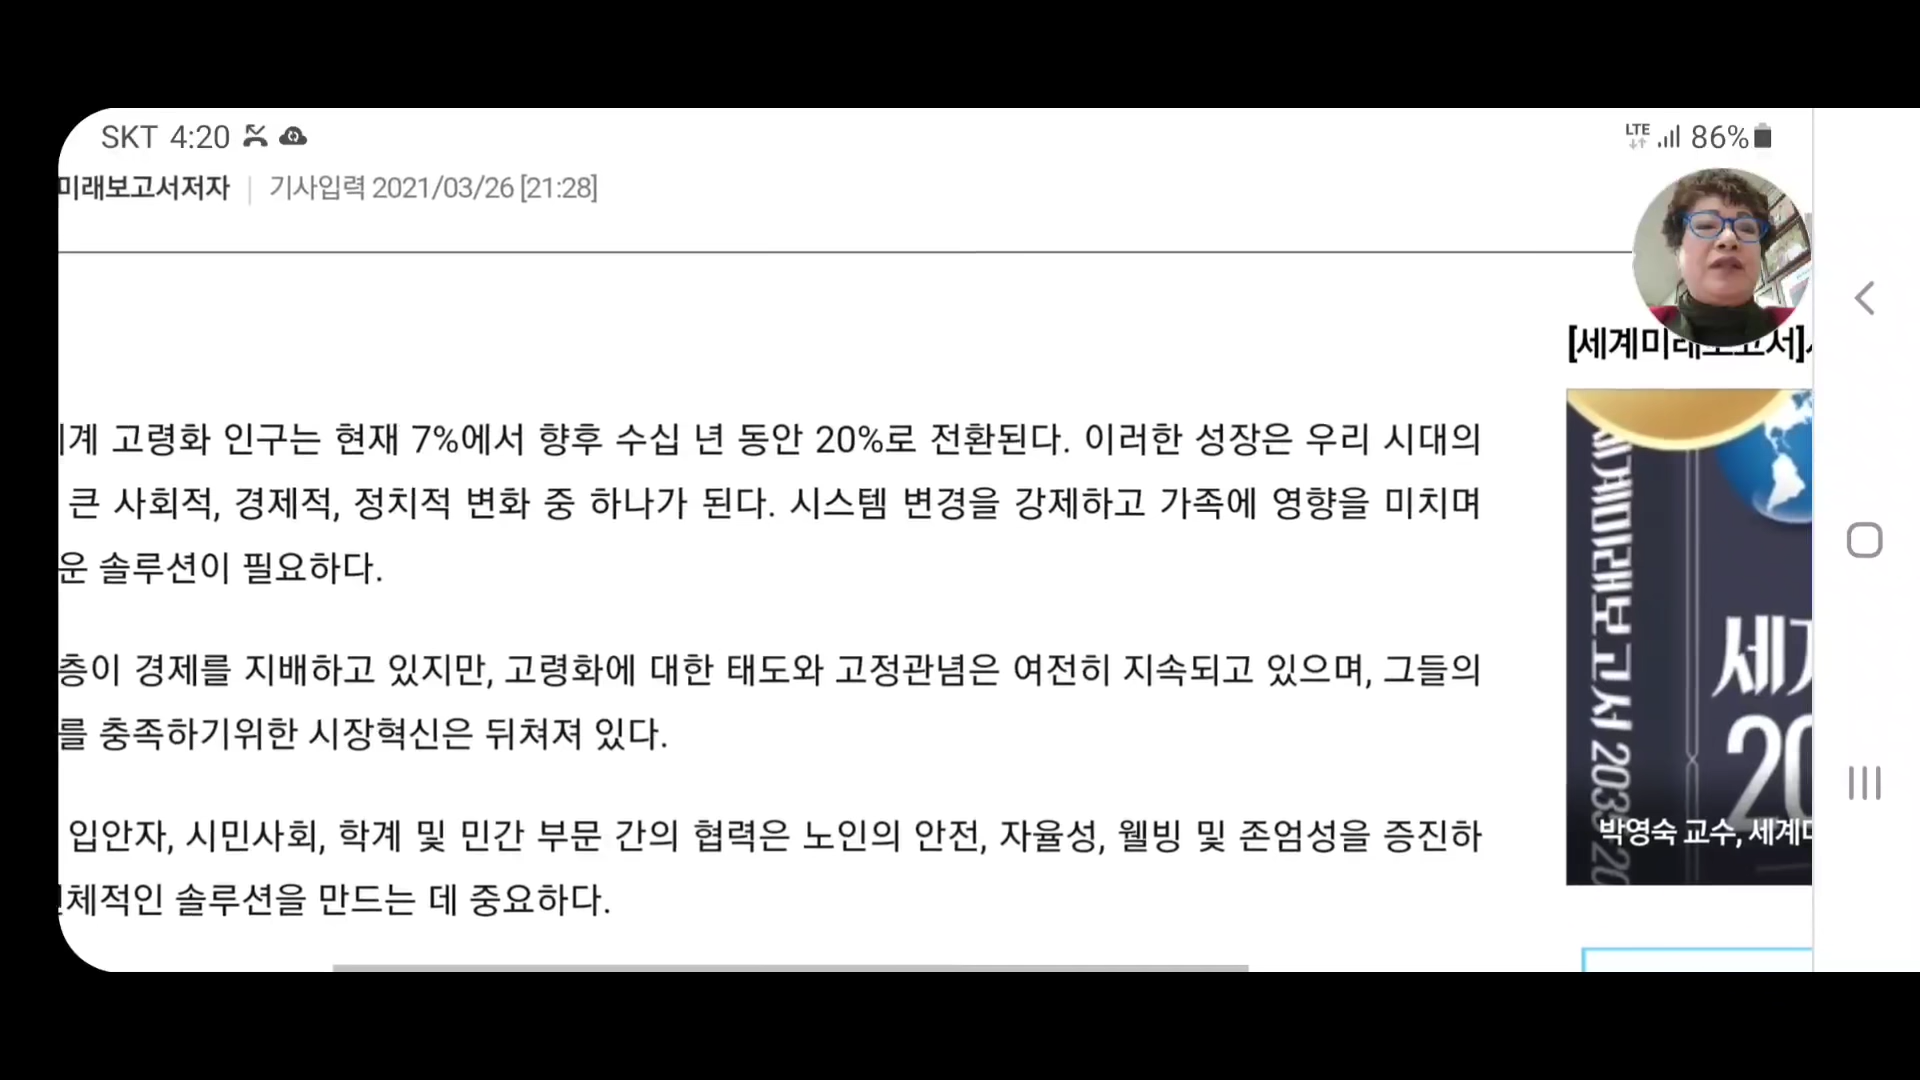 SKT 4:20
LTE 86%
미래보고서저자 | 기사입력 2021/03/26 [21:28]
[세계미래보고서]
계 고령화 인구는 현재 7%에서 향후 수십 년 동안 20%로 전환된다. 이러한 성장은 우리 시대의
큰 사회적, 경제적, 정치적 변화 중 하나가 된다. 시스템 변경을 강제하고 가족에 영향을 미치며
운 솔루션이 필요하다.
층이 경제를 지배하고 있지만, 고령화에 대한 태도와 고정관념은 여전히 지속되고 있으며, 그들의
를 충족하기위한 시장혁신은 뒤쳐져 있다.
입안자, 시민사회, 학계 및 민간 부문 간의 협력은 노인의 안전, 자율성, 웰빙 및 존엄성을 증진하
체적인 솔루션을 만드는 데 중요하다.
세계미래보고서
세
20
박영숙 교수, 세계